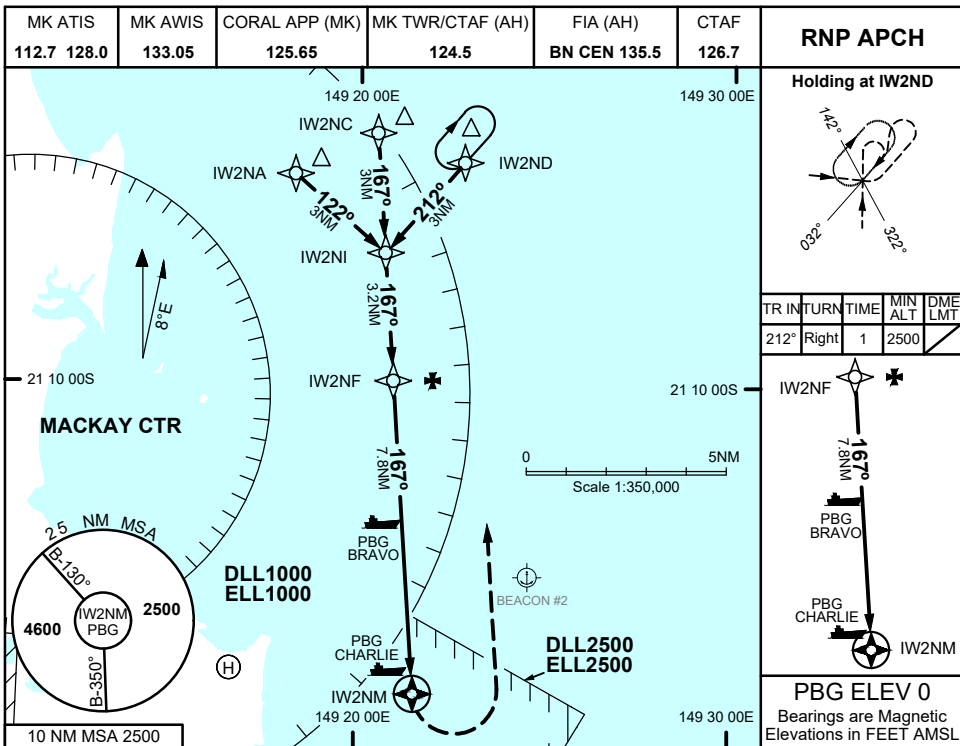 MK ATIS
112.7 128.0
MK AWIS
133.05
CORAL APP (MK)
125.65
MK TWR/CTAF (AH)
124.5
FIA (AH)
BN CEN 135.5
CTAF
126.7
RNP APCH
149 20 00E
149 30 00E
IW2NC
IW2NA
IW2ND
122º
3NM
167º
3NM
212º
3NM
IW2NI
8°E
167º
3.2NM
IW2NF
21 10 00S
21 10 00S
MACKAY CTR
167º
7.8NM
0
5NM
Scale 1:350,000
PBG
BRAVO
DLL1000
ELL1000
BEACON #2
25 NM MSA
B-130°
IW2NM
PBG
2500
4600
B-350°
10 NM MSA 2500
H
PBG
CHARLIE
IW2NM
DLL2500
ELL2500
149 20 00E
149 30 00E
Holding at IW2ND
142°
032°
322°
TR IN
TURN
TIME
MIN
ALT
DME
LMT
212°
Right
1
2500
IW2NF
167º
7.8NM
PBG
BRAVO
PBG
CHARLIE
IW2NM
PBG ELEV 0
Bearings are Magnetic
Elevations in FEET AMSL